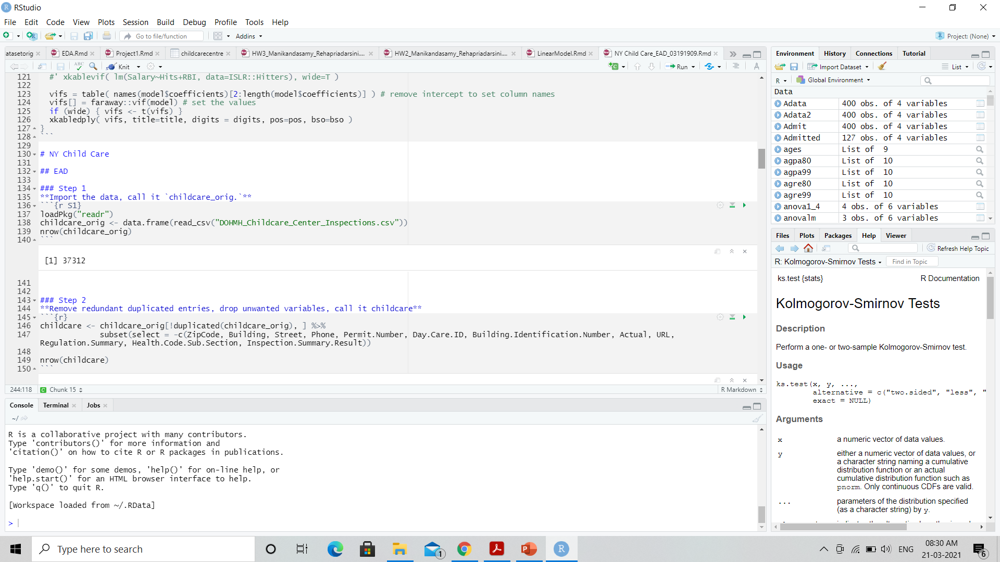 RStudio
File Edit Code View Plots Session Build Debug Profile Tools Help
Go to file/function Addins Project: (None)
atasetorig EDA.Rmd Project1.Rmd childcarecentre HW3_Manikandasamy_Rehapriadarsini.... HW2_Manikandasamy_Rehapriadarsini.... LinearModel.Rmd NY Child Care_EAD_03191909.Rmd
ABC Knit Run
121 #' xkablevif( lm(Salary~Hits+RBI, data=ISLR::Hitters), wide=T )
122
123 vifs = table( names(model$coefficients)[2:length(model$coefficients)] ) # remove intercept to set column names
124 vifs[] = faraway::vif(model) # set the values
125 if (wide) { vifs <- t(vifs) }
126 xkabledply( vifs, title=title, digits = digits, pos=pos, bso=bso )
127 }
128 ```
129
130 # NY Child Care
131
132 ## EAD
133
134 ### Step 1
135 **Import the data, call it `childcare_orig.`**
136 ```{r S1}
137 loadPkg("readr")
138 childcare_orig <- data.frame(read_csv("DOHMH_Childcare_Center_Inspections.csv"))
139 nrow(childcare_orig)
140 ```
[1] 37312
141
142
143 ### Step 2
144 **Remove redundant duplicated entries, drop unwanted variables, call it childcare**
145 ```{r}
146 childcare <- childcare_orig[!duplicated(childcare_orig), ] %>%
147 subset(select = -c(ZipCode, Building, Street, Phone, Permit.Number, Day.Care.ID, Building.Identification.Number, Actual, URL,
Regulation.Summary, Health.Code.Sub.Section, Inspection.Summary.Result))
148
149 nrow(childcare)
150 ```
244:118 C Chunk 15 R Markdown
Console Terminal Jobs
~/
R is a collaborative project with many contributors.
Type 'contributors()' for more information and
'citation()' on how to cite R or R packages in publications.
Type 'demo()' for some demos, 'help()' for on-line help, or
'help.start()' for an HTML browser interface to help.
Type 'q()' to quit R.
[Workspace loaded from ~/.RData]
>
Environment History Connections Tutorial
Import Dataset List
R Global Environment
Data
Adata 400 obs. of 4 variables
Adata2 400 obs. of 4 variables
Admit 400 obs. of 4 variables
Admitted 127 obs. of 4 variables
ages List of 9
agpa80 List of 10
agpa99 List of 10
agre80 List of 10
agre99 List of 10
anova1_4 4 obs. of 6 variables
anovalm 3 obs. of 6 variables
Files Plots Packages Help Viewer
Refresh Help Topic
R: Kolmogorov-Smirnov Tests Find in Topic
ks.test {stats} R Documentation
Kolmogorov-Smirnov Tests
Description
Perform a one- or two-sample Kolmogorov-Smirnov test.
Usage
ks.test(x, y, ...,
alternative = c("two.sided", "less", "
exact = NULL)
Arguments
x a numeric vector of data values.
y either a numeric vector of data values, or
a character string naming a cumulative
distribution function or an actual
cumulative distribution function such as
pnorm. Only continuous CDFs are valid.
... parameters of the distribution specified
(as a character string) by y.
Type here to search
1
R
ENG
08:30 AM
21-03-2021
6